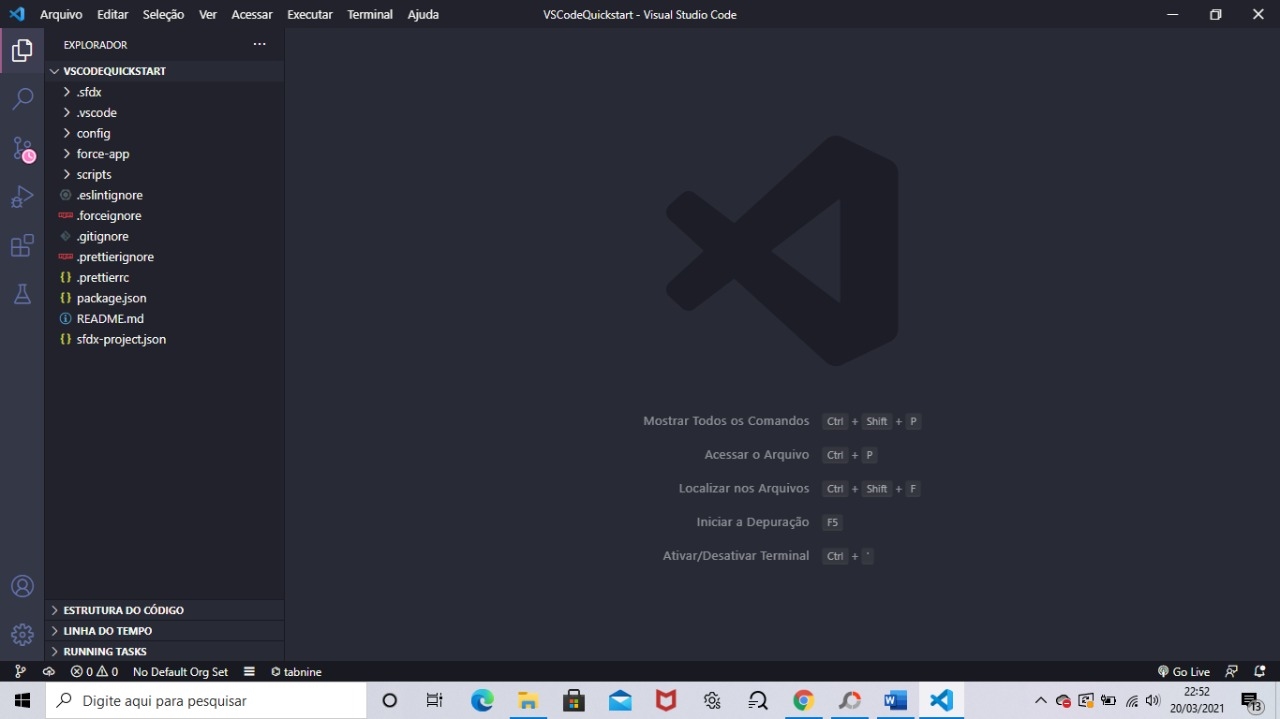 Arquivo Editar Seleção Ver Acessar Executar Terminal Ajuda VSCodeQuickstart - Visual Studio Code
EXPLORADOR ...
VSCODEQUICKSTART
.sfdx
.vscode
config
force-app
scripts
.eslintignore
.forceignore
.gitignore
.prettierignore
{} .prettierrc
{} package.json
README.md
{} sfdx-project.json
Mostrar Todos os Comandos Ctrl + Shift + P
Acessar o Arquivo Ctrl + P
Localizar nos Arquivos Ctrl + Shift + F
Iniciar a Depuração F5
Ativar/Desativar Terminal Ctrl + `
ESTRUTURA DO CÓDIGO
LINHA DO TEMPO
RUNNING TASKS
0 0 No Default Org Set tabnine Go Live
Digite aqui para pesquisar
22:52
20/03/2021
13